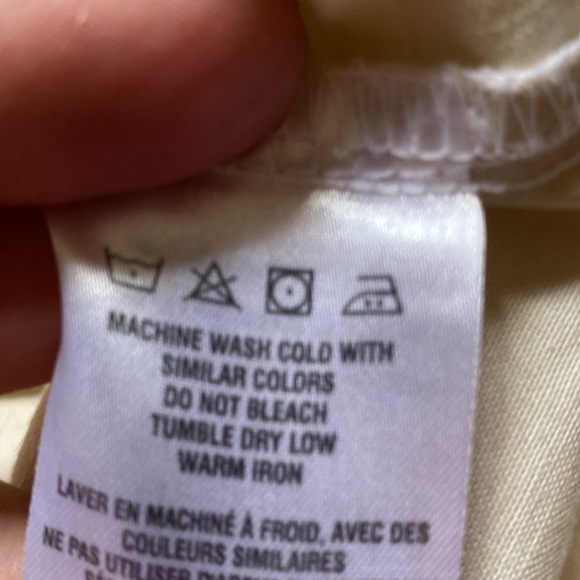 MACHINE WASH COLD WITH
SIMILAR COLORS
DO NOT BLEACH
TUMBLE DRY LOW
WARM IRON
LAVER EN MACHINÉ À FROID, AVEC DES
COULEURS SIMILAIRES
NE PAS UTILISER